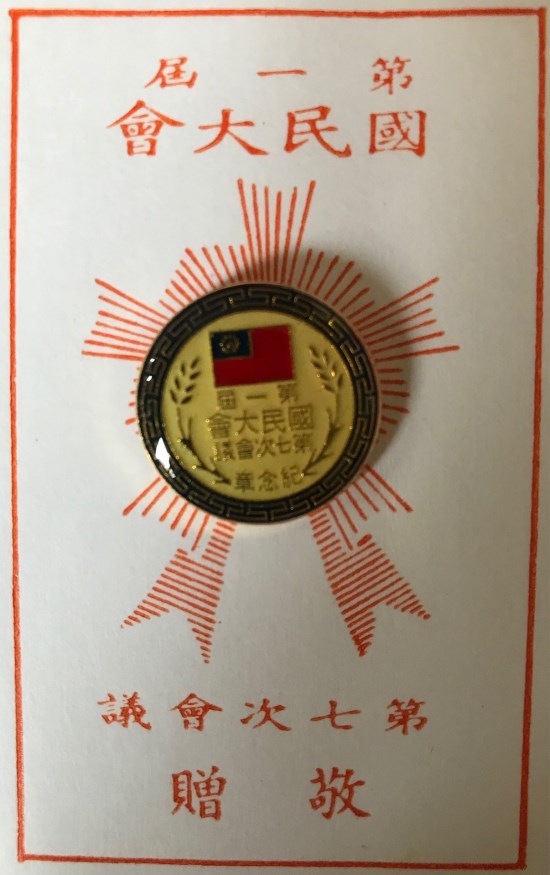 第一屆
國民大會
第一屆
國民大會
第七次會議
紀念章
第七次會議
敬贈